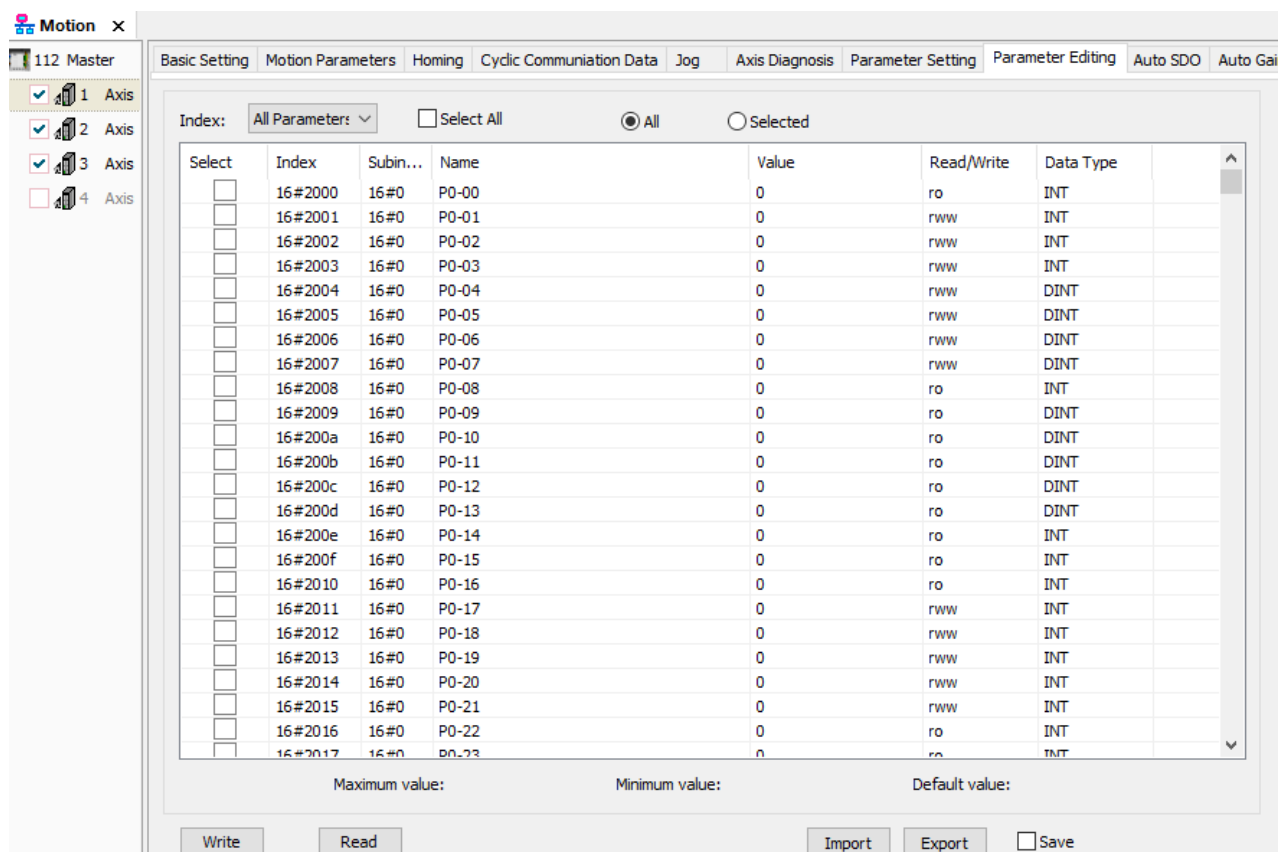 Motion ×
112 Master
1 Axis
2 Axis
3 Axis
4 Axis
Basic Setting Motion Parameters Homing Cyclic Communiation Data Jog Axis Diagnosis Parameter Setting Parameter Editing Auto SDO Auto Gai
Index: All Parameters Select All All Selected
Select Index Subin... Name Value Read/Write Data Type
16#2000 16#0 P0-00 0 ro INT
16#2001 16#0 P0-01 0 rww INT
16#2002 16#0 P0-02 0 rww INT
16#2003 16#0 P0-03 0 rww INT
16#2004 16#0 P0-04 0 rww DINT
16#2005 16#0 P0-05 0 rww DINT
16#2006 16#0 P0-06 0 rww DINT
16#2007 16#0 P0-07 0 rww DINT
16#2008 16#0 P0-08 0 ro INT
16#2009 16#0 P0-09 0 ro DINT
16#200a 16#0 P0-10 0 ro DINT
16#200b 16#0 P0-11 0 ro DINT
16#200c 16#0 P0-12 0 ro DINT
16#200d 16#0 P0-13 0 ro DINT
16#200e 16#0 P0-14 0 ro INT
16#200f 16#0 P0-15 0 ro INT
16#2010 16#0 P0-16 0 ro INT
16#2011 16#0 P0-17 0 rww INT
16#2012 16#0 P0-18 0 rww INT
16#2013 16#0 P0-19 0 rww INT
16#2014 16#0 P0-20 0 rww INT
16#2015 16#0 P0-21 0 rww INT
16#2016 16#0 P0-22 0 ro INT
16#2017 16#0 P0-23 0 ro INT
Maximum value: Minimum value: Default value:
Write Read Import Export Save